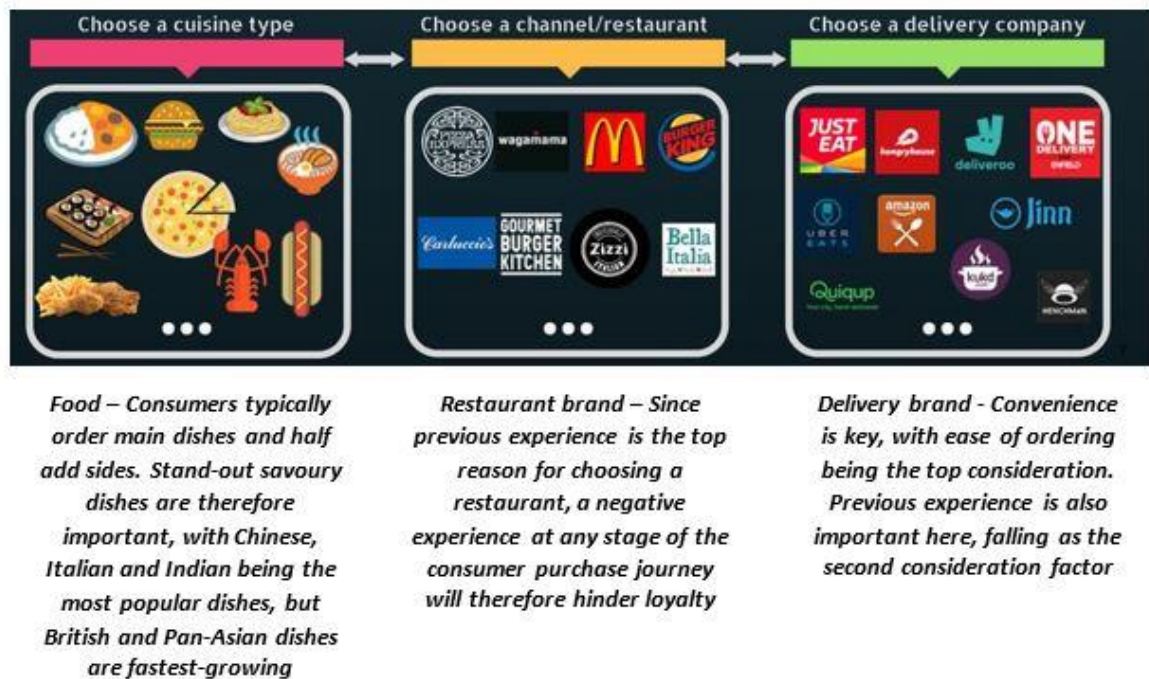 Choose a cuisine type
Choose a channel/restaurant
Choose a delivery company
PIZZA EXPRESS
wagamama
BURGER KING
Carluccio's
GOURMET
BURGER
KITCHEN
Zizzi
ITALIAN
Bella
Italia
JUST
EAT
hungryhouse
deliveroo
ONE
DELIVERY
ENFIELD
UBER
EATS
amazon
Jinn
kukd
Quiqup
HENCHMAN
Food – Consumers typically
order main dishes and half
add sides. Stand-out savoury
dishes are therefore
important, with Chinese,
Italian and Indian being the
most popular dishes, but
British and Pan-Asian dishes
are fastest-growing
Restaurant brand – Since
previous experience is the top
reason for choosing a
restaurant, a negative
experience at any stage of the
consumer purchase journey
will therefore hinder loyalty
Delivery brand - Convenience
is key, with ease of ordering
being the top consideration.
Previous experience is also
important here, falling as the
second consideration factor